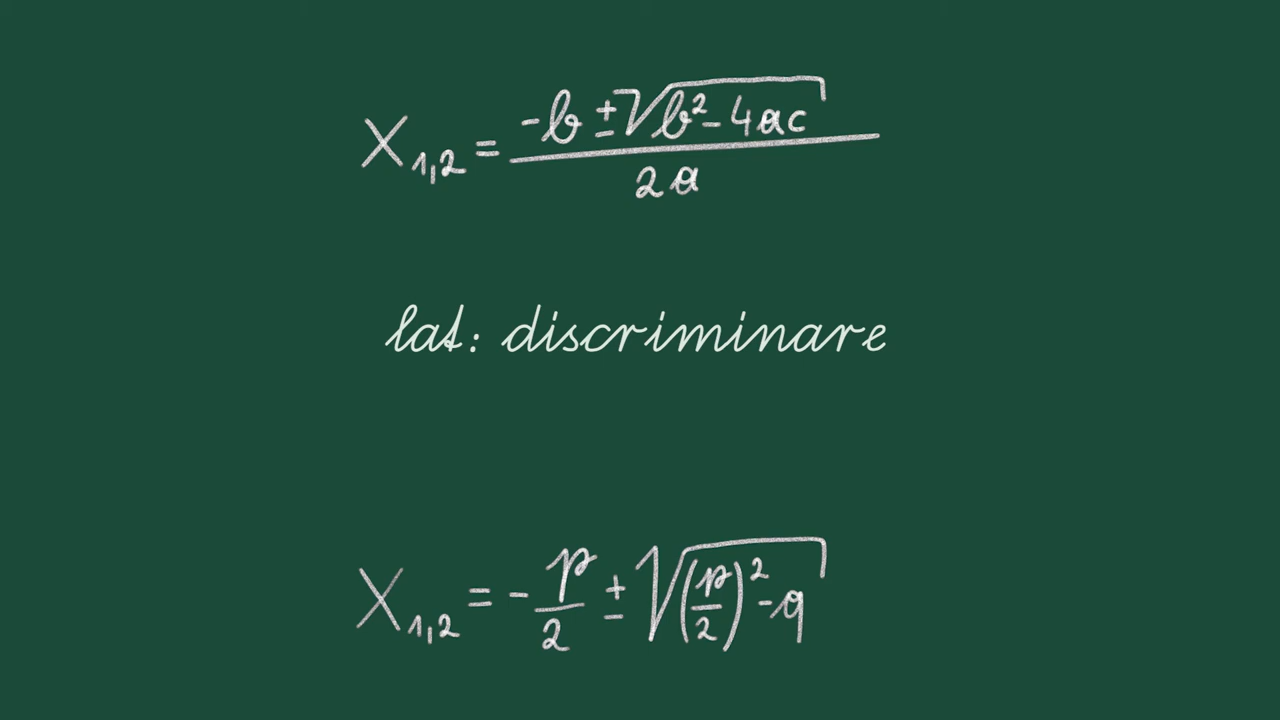 X₁,₂ = (-b ± √(b² - 4ac)) / (2a)
lat: discriminare
X₁,₂ = -p/2 ± √((p/2)² - q)